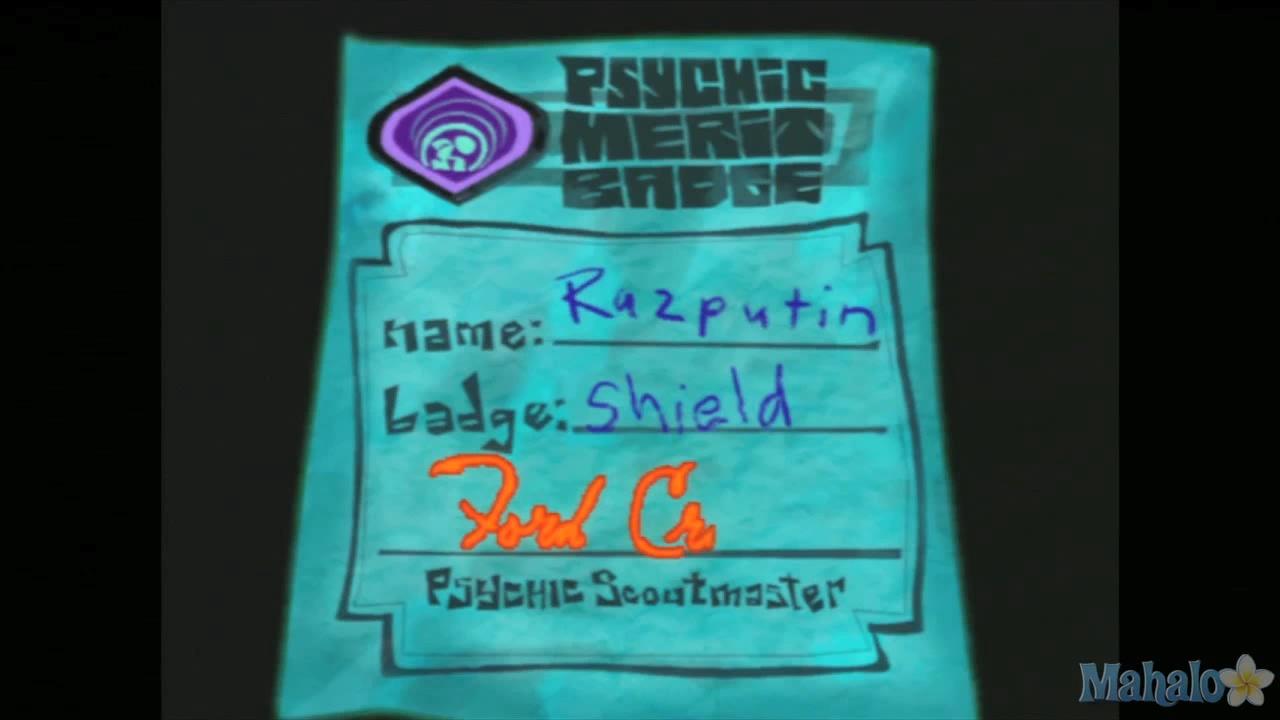 PSYCHIC
MERIT
BADGE
name: Razputin
badge: Shield
Ford Cr
Psychic Scoutmaster
Mahalo